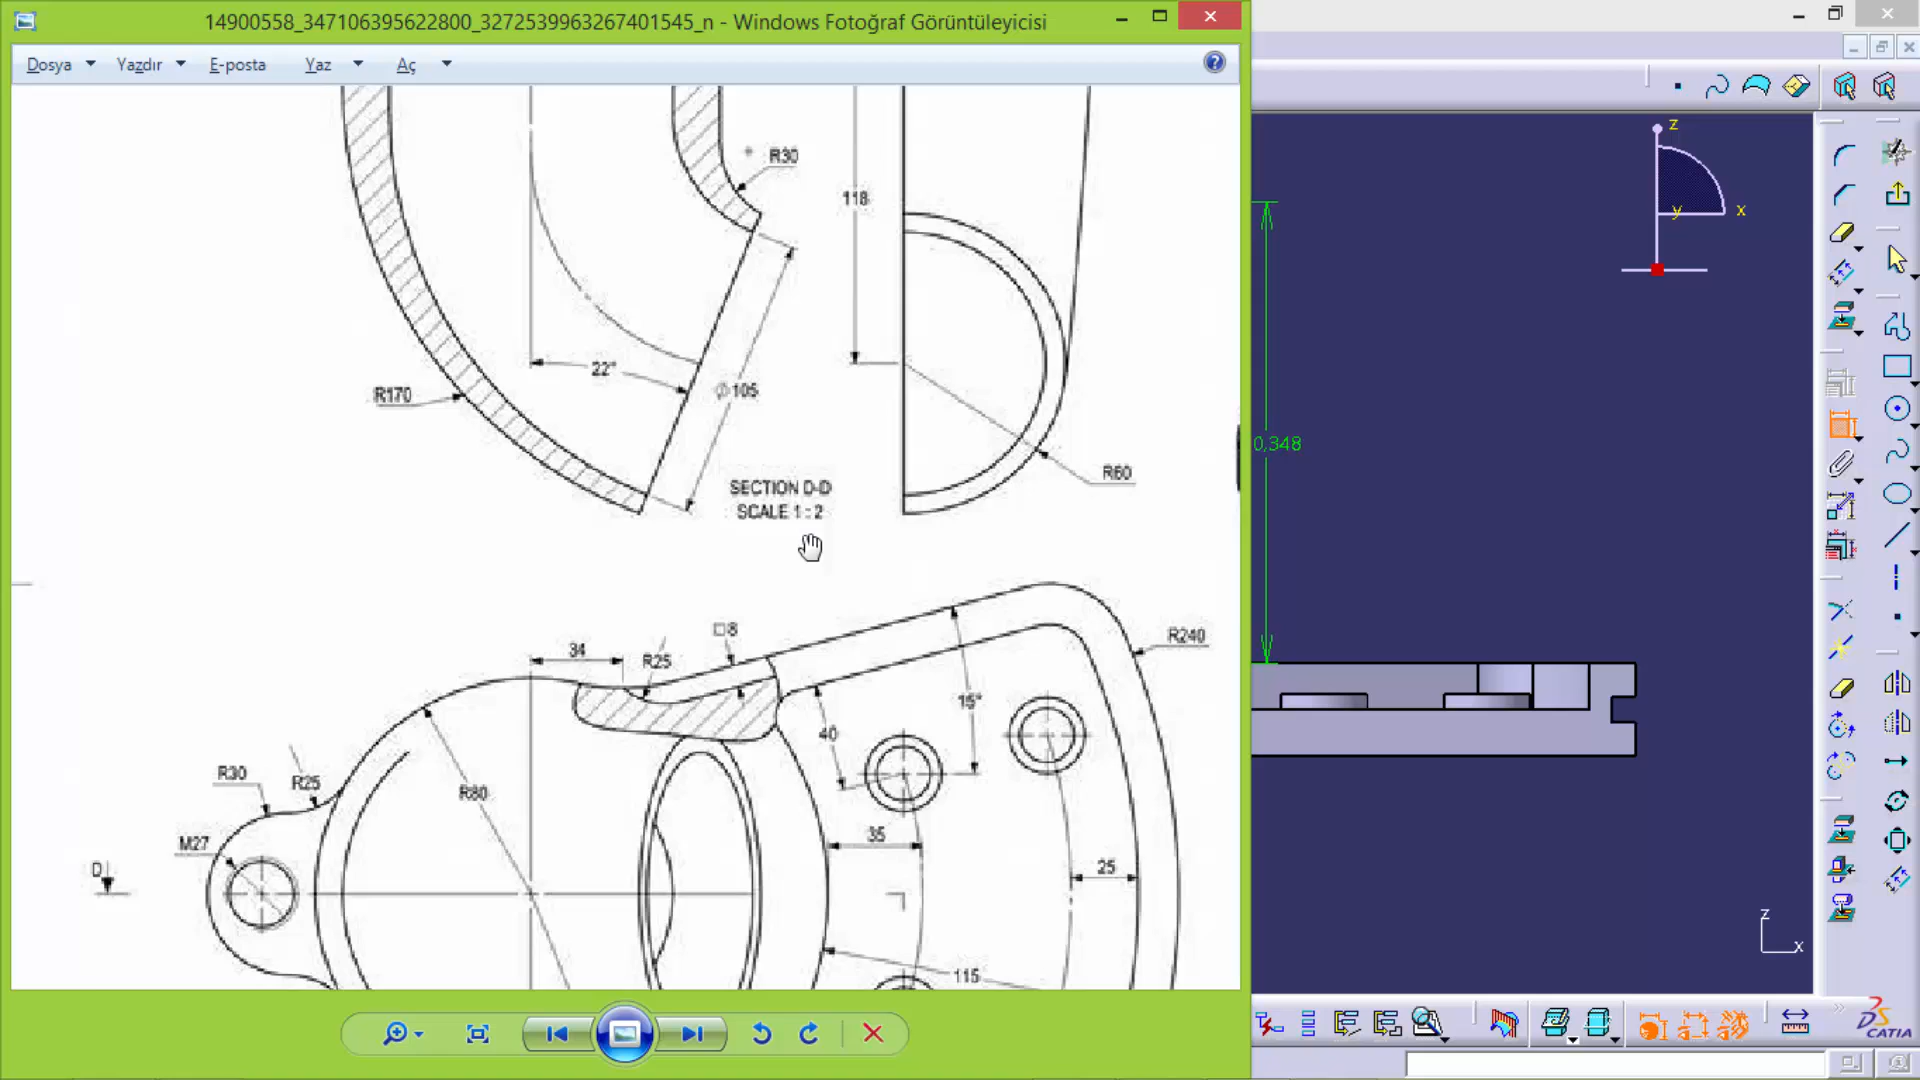 14900558_347106395622800_3272539963267401545_n - Windows Fotoğraf Görüntüleyicisi
Dosya Yazdır E-posta Yaz Aç
R30
118
22°
R170
∅105
R60
SECTION D-D
SCALE 1 : 2
□8
34
R25
R240
15°
40
R30
R25
R80
M27
35
25
D
115
z
y
x
0,348
z
x
CATIA